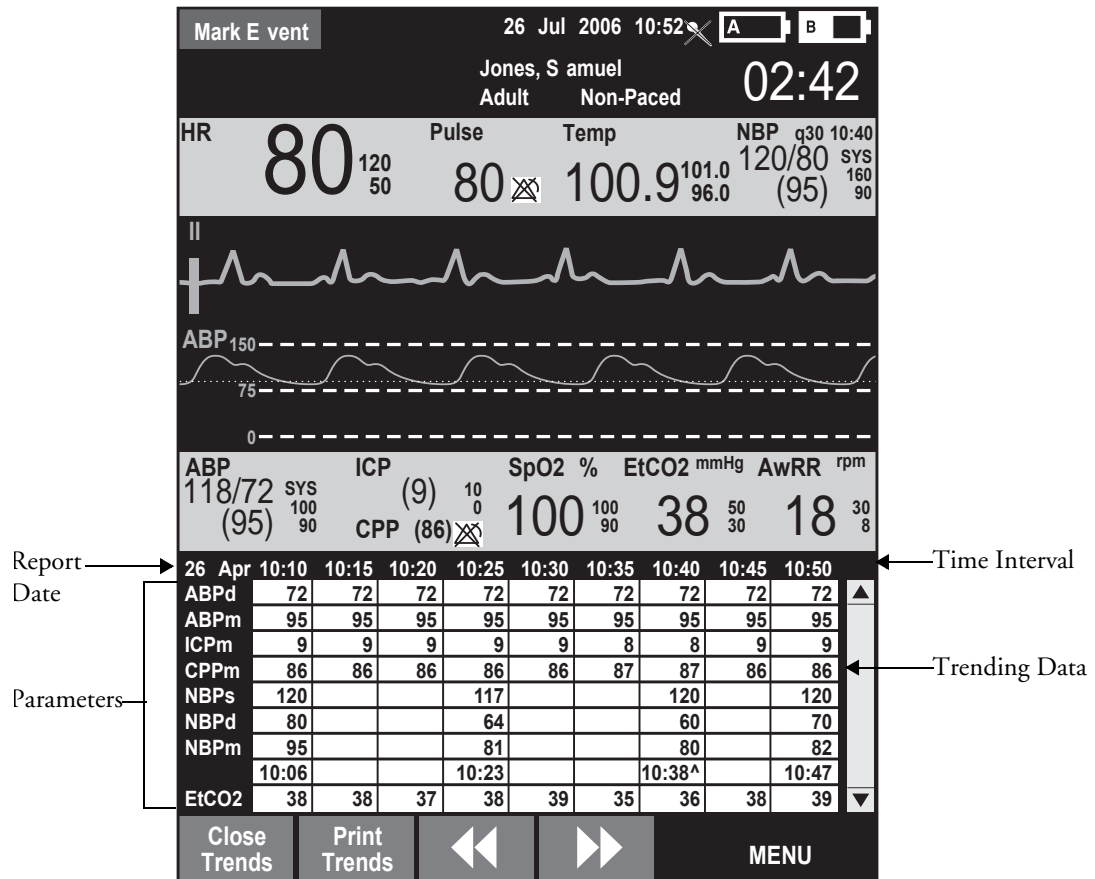 Mark E vent
26 Jul 2006 10:52 A B
Jones, S amuel
Adult Non-Paced 02:42
HR Pulse Temp NBP q30 10:40
80 120 50 80 100.9 101.0 96.0 120/80 (95) SYS 160 90
II
ABP 150
75
0
ABP ICP SpO2 % EtCO2 mmHg AwRR rpm
118/72 SYS 100 90 (95) (9) 10 0 100 100 90 38 50 30 18 30 8
CPP (86)
Report Date
Time Interval
26 Apr 10:10 10:15 10:20 10:25 10:30 10:35 10:40 10:45 10:50
ABPd 72 72 72 72 72 72 72 72 72
ABPm 95 95 95 95 95 95 95 95 95
ICPm 9 9 9 9 9 8 8 9 9
CPPm 86 86 86 86 86 87 87 86 86
Trending Data
Parameters
NBPs 120 117 120 120
NBPd 80 64 60 70
NBPm 95 81 80 82
10:06 10:23 10:38^ 10:47
EtCO2 38 38 37 38 39 35 36 38 39
Close Trends
Print Trends
MENU